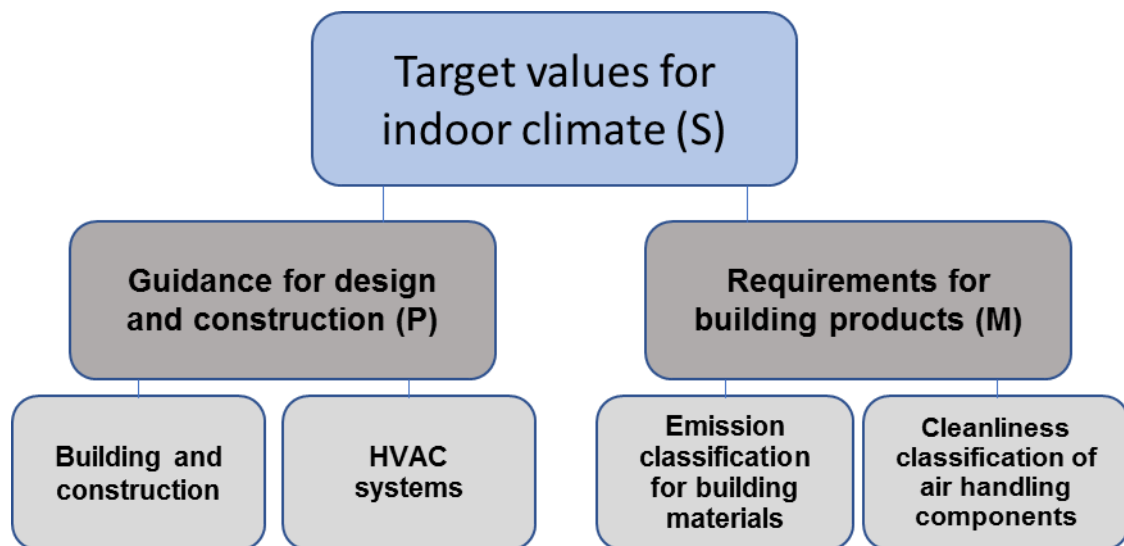 Target values for
indoor climate (S)
Guidance for design
and construction (P)
Requirements for
building products (M)
Building and
construction
HVAC
systems
Emission
classification
for building
materials
Cleanliness
classification of
air handling
components